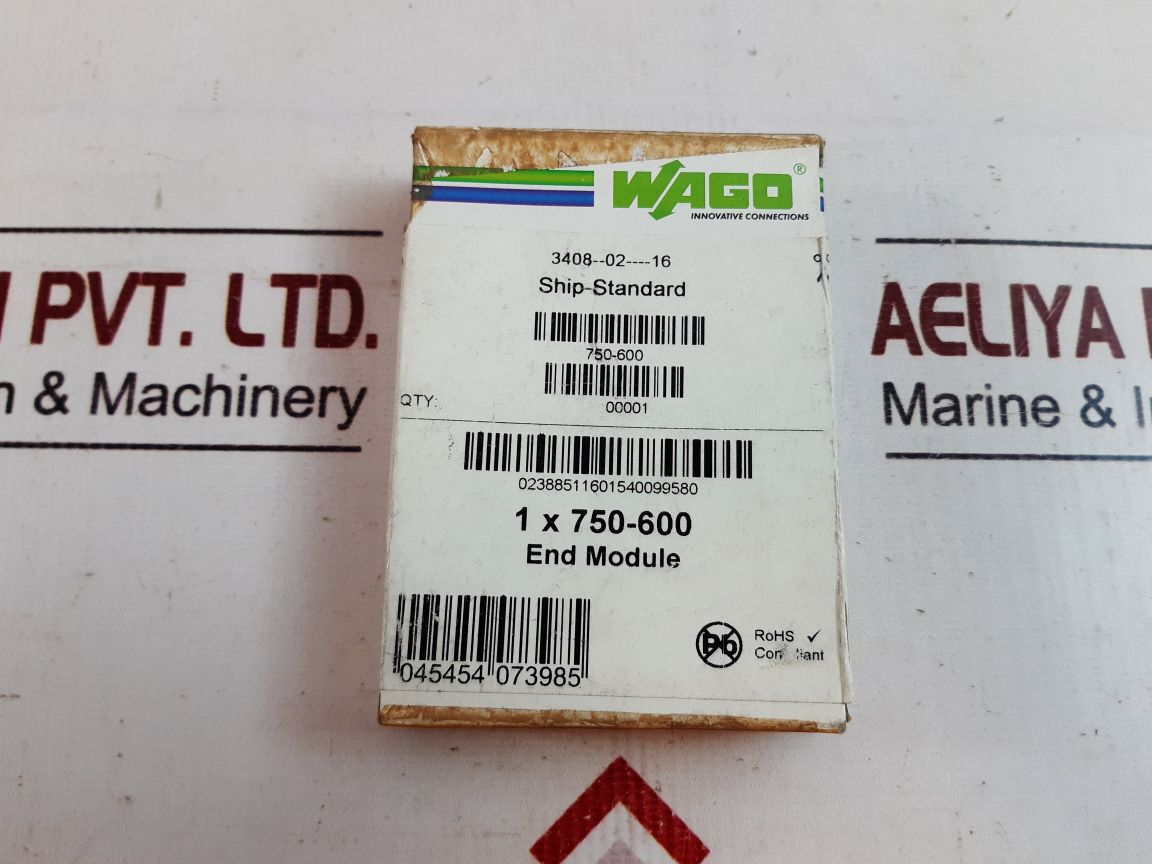 WAGO®
INNOVATIVE CONNECTIONS
3408--02----16
Ship-Standard
750-600
QTY:
00001
02388511601540099580
1 x 750-600
End Module
045454 073985
Pb
RoHS ✓
PVT. LTD.
& Machinery
AELIYA
Marine &